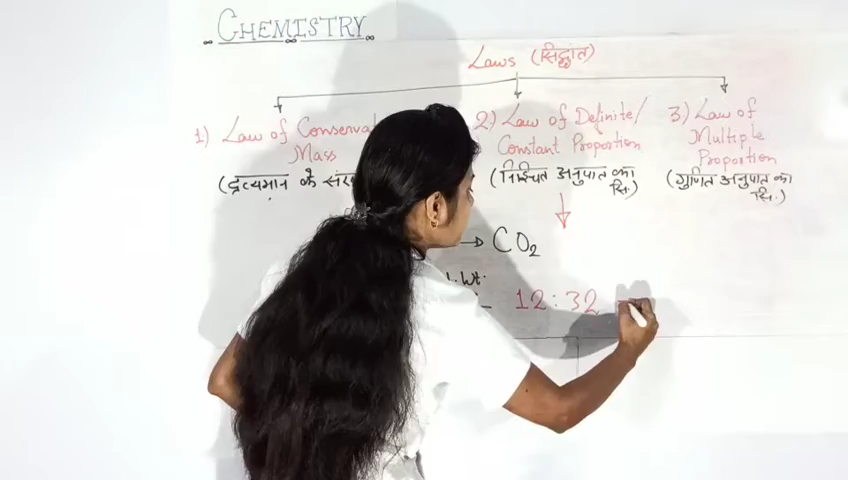 CHEMISTRY
Laws (सिद्धांत)
1) Law of
Mass
(द्रव्यमान के
2) Law of Definite/
Constant Proportion
(निश्चित अनुपात का
सि.)
3) Law of
Multiple
Proportion
(गुणित अनुपात का
सि.)
→ CO2
Wt.
12:32